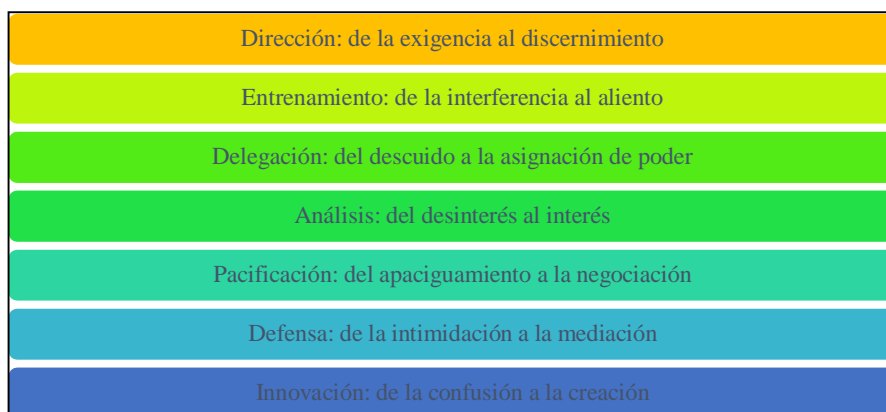 Dirección: de la exigencia al discernimiento
Entrenamiento: de la interferencia al aliento
Delegación: del descuido a la asignación de poder
Análisis: del desinterés al interés
Pacificación: del apaciguamiento a la negociación
Defensa: de la intimidación a la mediación
Innovación: de la confusión a la creación